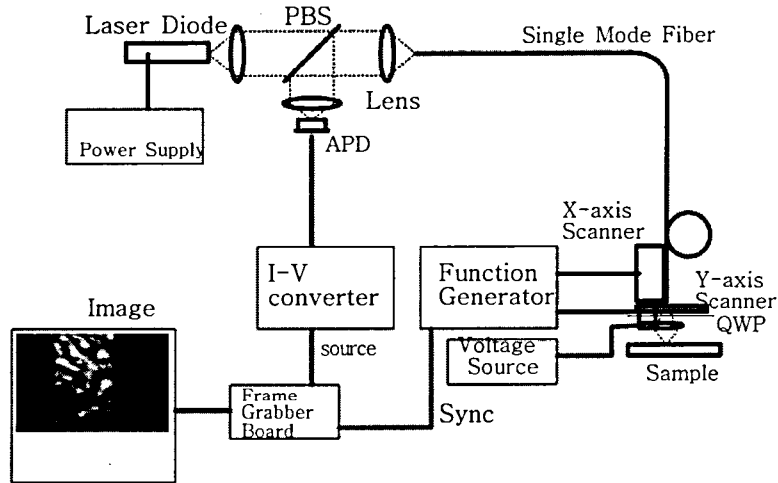 PBS
Laser Diode
Single Mode Fiber
Lens
Power Supply
APD
X-axis
Scanner
I-V
converter
Function
Generator
Y-axis
Scanner
QWP
Image
source
Voltage
Source
Sample
Frame
Grabber
Board
Sync